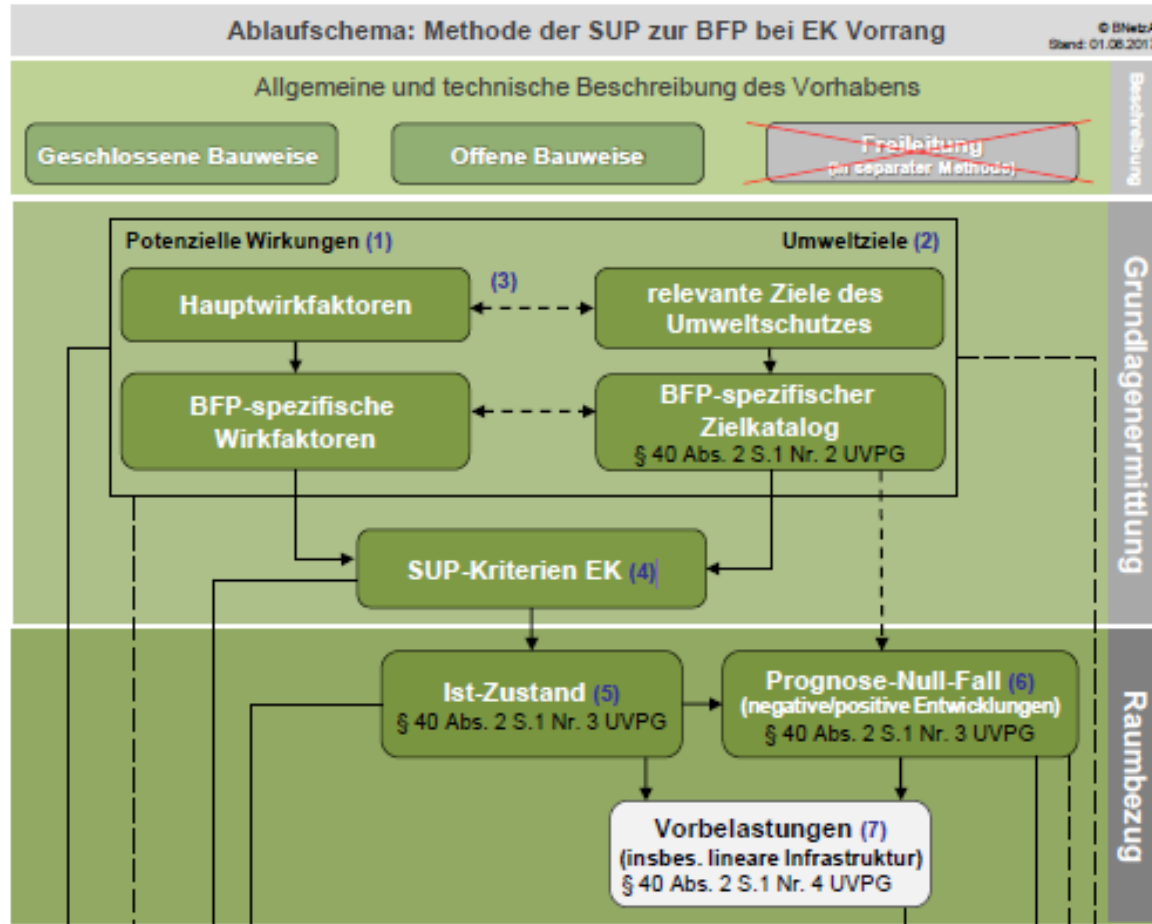 Ablaufschema: Methode der SUP zur BFP bei EK Vorrang
© BNetzA
Stand: 01.06.2017
Allgemeine und technische Beschreibung des Vorhabens
Beschreibung
Geschlossene Bauweise
Offene Bauweise
Freileitung
(in separater Methode)
Potenzielle Wirkungen (1)
Umweltziele (2)
Grundlagenermittlung
Hauptwirkfaktoren
(3)
relevante Ziele des
Umweltschutzes
BFP-spezifische
Wirkfaktoren
BFP-spezifischer
Zielkatalog
§ 40 Abs. 2 S.1 Nr. 2 UVPG
SUP-Kriterien EK (4)
Raumbezug
Ist-Zustand (5)
§ 40 Abs. 2 S.1 Nr. 3 UVPG
Prognose-Null-Fall (6)
(negative/positive Entwicklungen)
§ 40 Abs. 2 S.1 Nr. 3 UVPG
Vorbelastungen (7)
(insbes. lineare Infrastruktur)
§ 40 Abs. 2 S.1 Nr. 4 UVPG